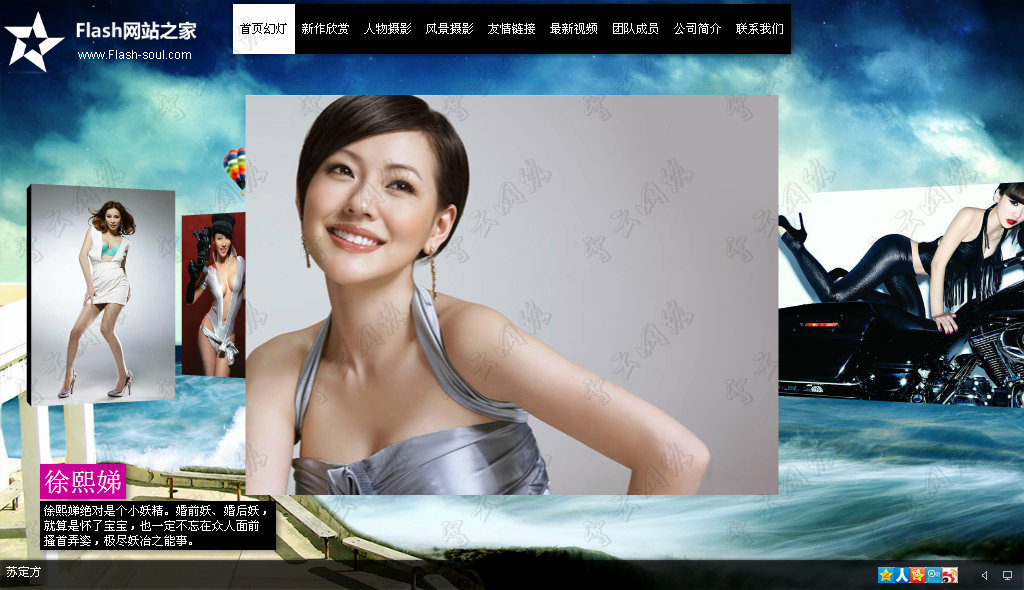 Flash网站之家
www.Flash-soul.com
首页幻灯 新作欣赏 人物摄影 风景摄影 友情链接 最新视频 团队成员 公司简介 联系我们
徐熙娣
徐熙娣绝对是个小妖精。婚前妖、婚后妖，
就算是怀了宝宝，也一定不忘在众人面前
搔首弄姿，极尽妖冶之能事。
苏定方